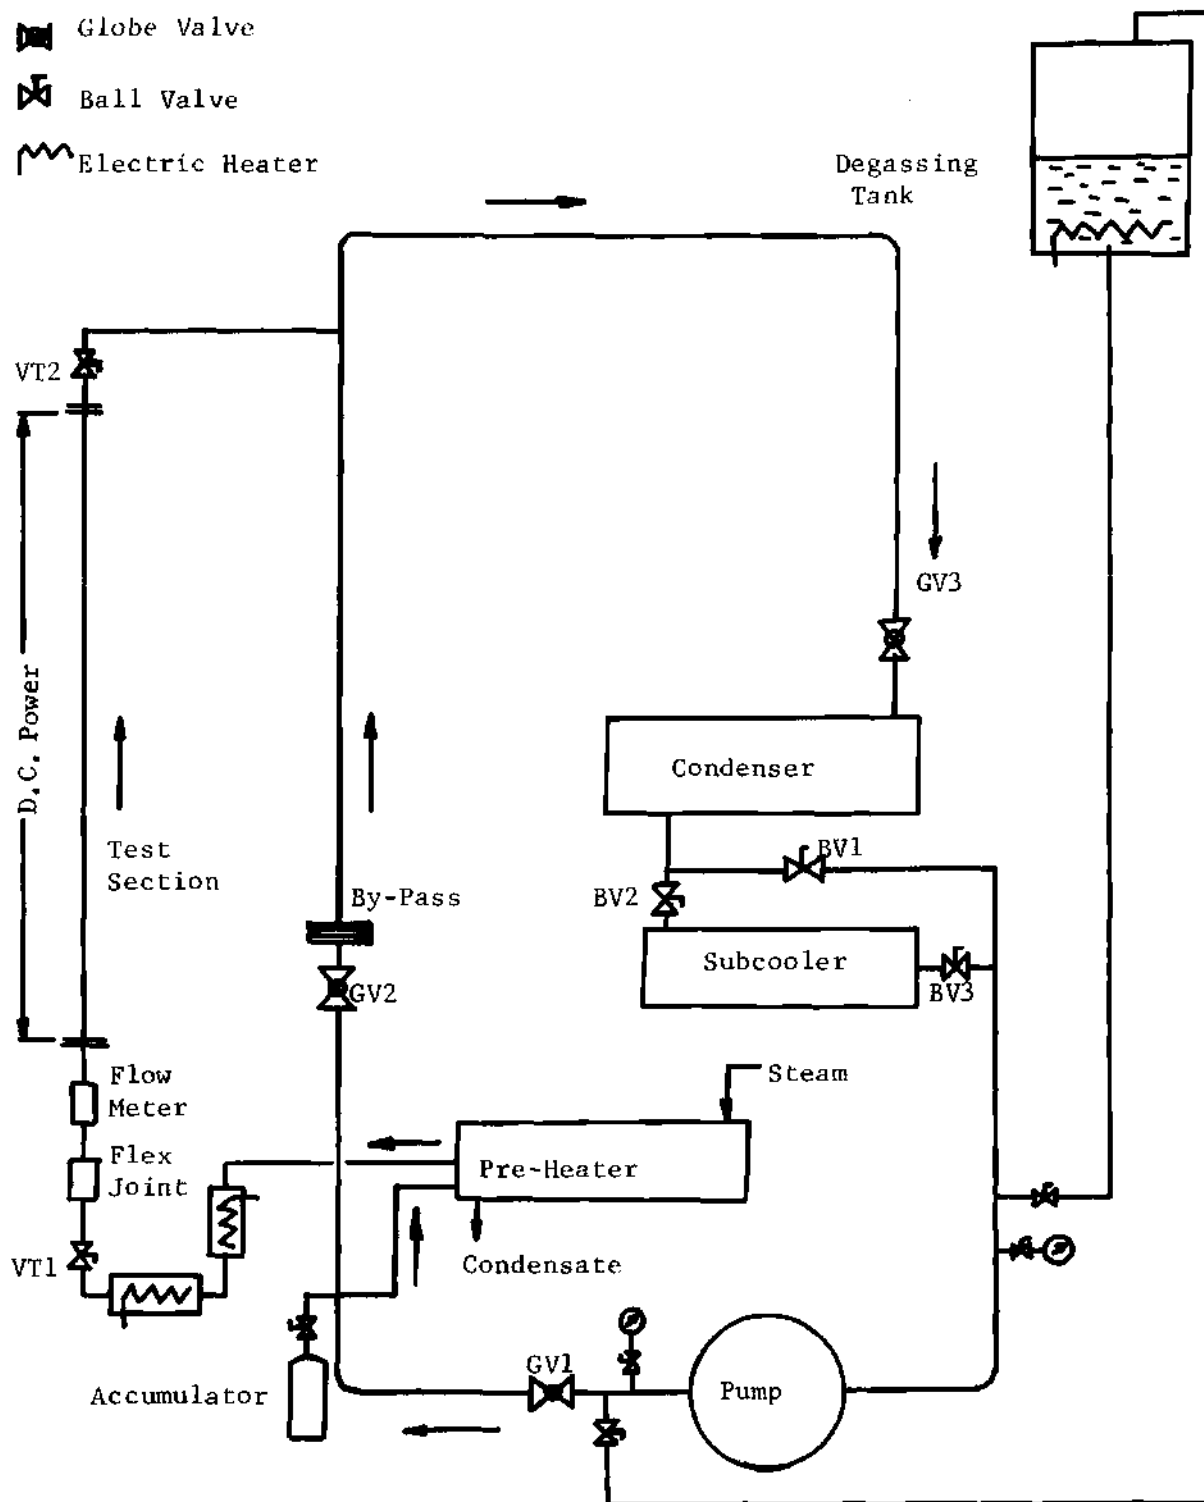 Globe Valve
Ball Valve
Electric Heater
Degassing
Tank
VT2
GV3
D.C. Power
Condenser
Test
Section
BV1
BV2
By-Pass
Subcooler
BV3
GV2
Steam
Flow
Meter
Pre-Heater
Flex
Joint
VT1
Condensate
GV1
Pump
Accumulator